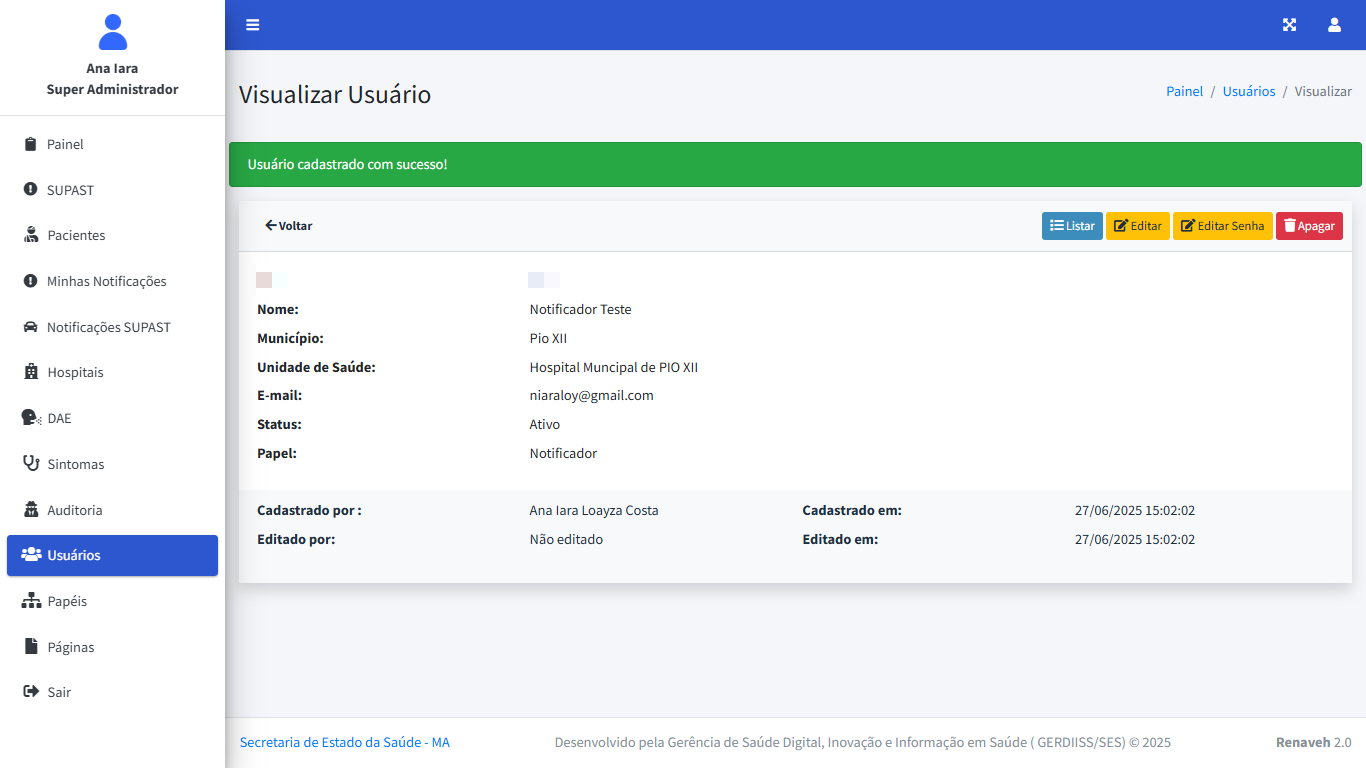 Ana Iara
Super Administrador
Painel
SUPAST
Pacientes
Minhas Notificações
Notificações SUPAST
Hospitais
DAE
Sintomas
Auditoria
Usuários
Papéis
Páginas
Sair
Visualizar Usuário
Painel / Usuários / Visualizar
Usuário cadastrado com sucesso!
Voltar Listar Editar Editar Senha Apagar
Nome: Notificador Teste
Município: Pio XII
Unidade de Saúde: Hospital Muncipal de PIO XII
E-mail: niaraloy@gmail.com
Status: Ativo
Papel: Notificador
Cadastrado por : Ana Iara Loayza Costa Cadastrado em: 27/06/2025 15:02:02
Editado por: Não editado Editado em: 27/06/2025 15:02:02
Secretaria de Estado da Saúde - MA Desenvolvido pela Gerência de Saúde Digital, Inovação e Informação em Saúde ( GERDIISS/SES) © 2025 Renaveh 2.0